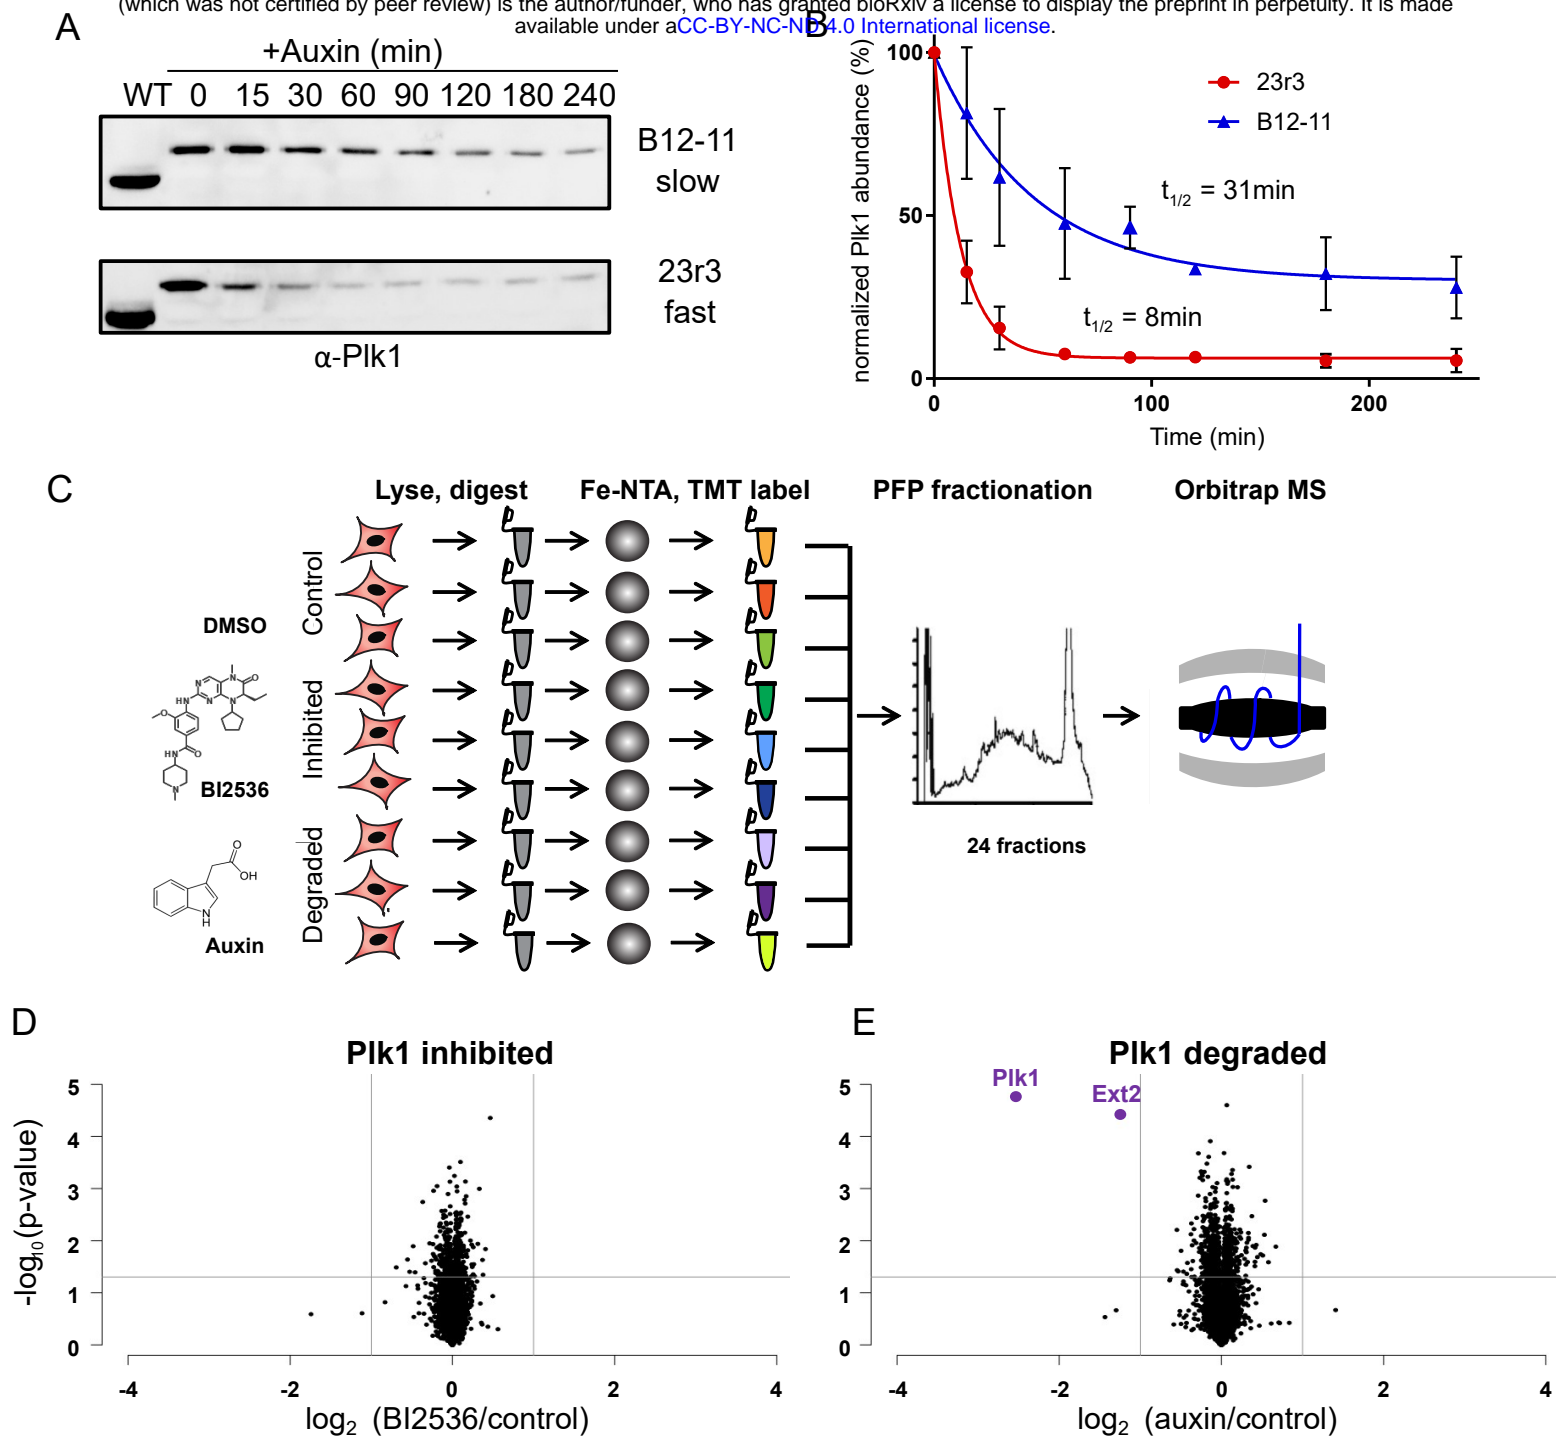 (which was not certified by peer review) is the author/funder, who has granted bioRxiv a license to display the preprint in perpetuity. It is made
available under aCC-BY-NC-ND 4.0 International license.
A
+Auxin (min)
WT 0 15 30 60 90 120 180 240
B12-11
slow
23r3
fast
α-Plk1
B
normalized Plk1 abundance (%)
100
50
0
23r3
B12-11
t1/2 = 31min
t1/2 = 8min
0 100 200
Time (min)
C
Lyse, digest Fe-NTA, TMT label PFP fractionation Orbitrap MS
Control
DMSO
Inhibited
N
N
N
N
O
HN
O
O
HN
N
BI2536
Degraded
O
OH
N
H
Auxin
24 fractions
D
Plk1 inhibited
-log10(p-value)
5
4
3
2
1
0
-4 -2 0 2 4
log2 (BI2536/control)
E
Plk1 degraded
Plk1
Ext2
5
4
3
2
1
0
-4 -2 0 2 4
log2 (auxin/control)